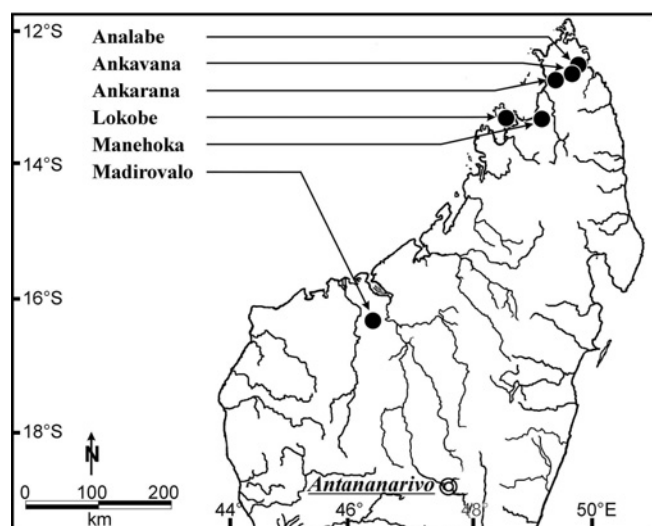 12°S
Analabe
Ankavana
Ankarana
Lokobe
Manehoka
14°S
Madirovalo
16°S
18°S
N
0 100 200
km
Antananarivo
44° 46° 48° 50°E